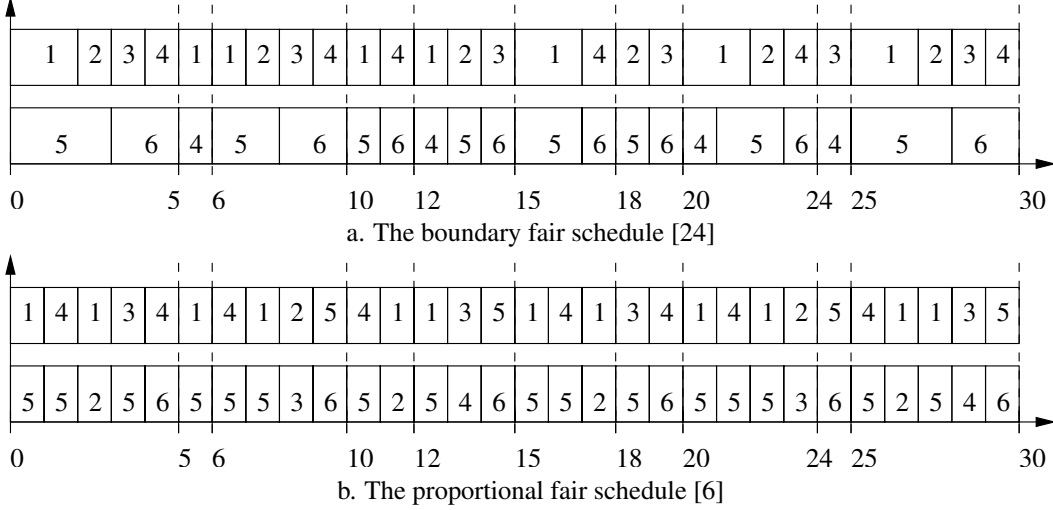 1 2 3 4 1 1 2 3 4 1 4 1 2 3 1 4 2 3 1 2 4 3 1 2 3 4
5 6 4 5 6 5 6 4 5 6 5 6 5 6 4 5 6 4 5 6
0 5 6 10 12 15 18 20 24 25 30
a. The boundary fair schedule [24]
1 4 1 3 4 1 4 1 2 5 4 1 1 3 5 1 4 1 3 4 1 4 1 2 5 4 1 1 3 5
5 5 2 5 6 5 5 5 3 6 5 2 5 4 6 5 5 2 5 6 5 5 5 3 6 5 2 5 4 6
0 5 6 10 12 15 18 20 24 25 30
b. The proportional fair schedule [6]